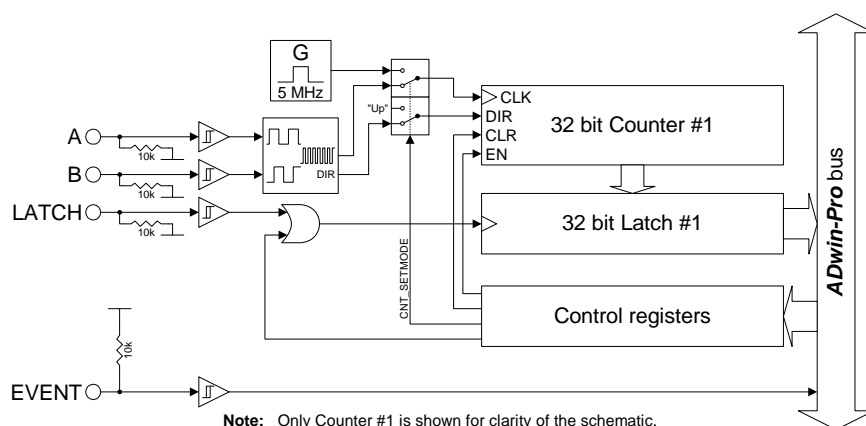 G
5 MHz
"Up"
CLK
DIR
CLR
EN
32 bit Counter #1
A
10k
B
10k
DIR
LATCH
10k
32 bit Latch #1
CNT_SETMODE
Control registers
10k
EVENT
ADwin-Pro bus
Note: Only Counter #1 is shown for clarity of the schematic.